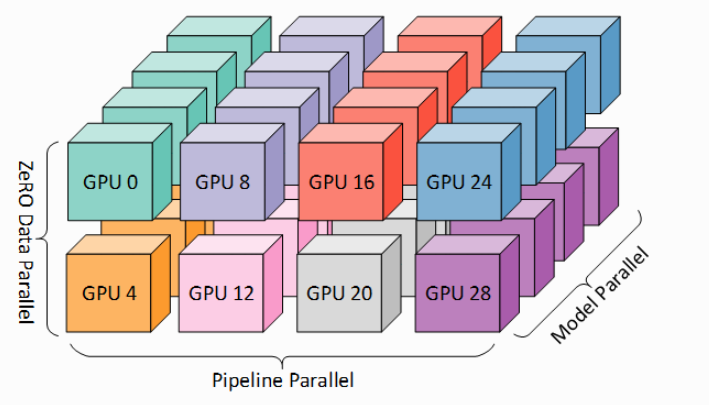 GPU 0
GPU 8
GPU 16
GPU 24
GPU 4
GPU 12
GPU 20
GPU 28
ZeRO Data Parallel
Pipeline Parallel
Model Parallel